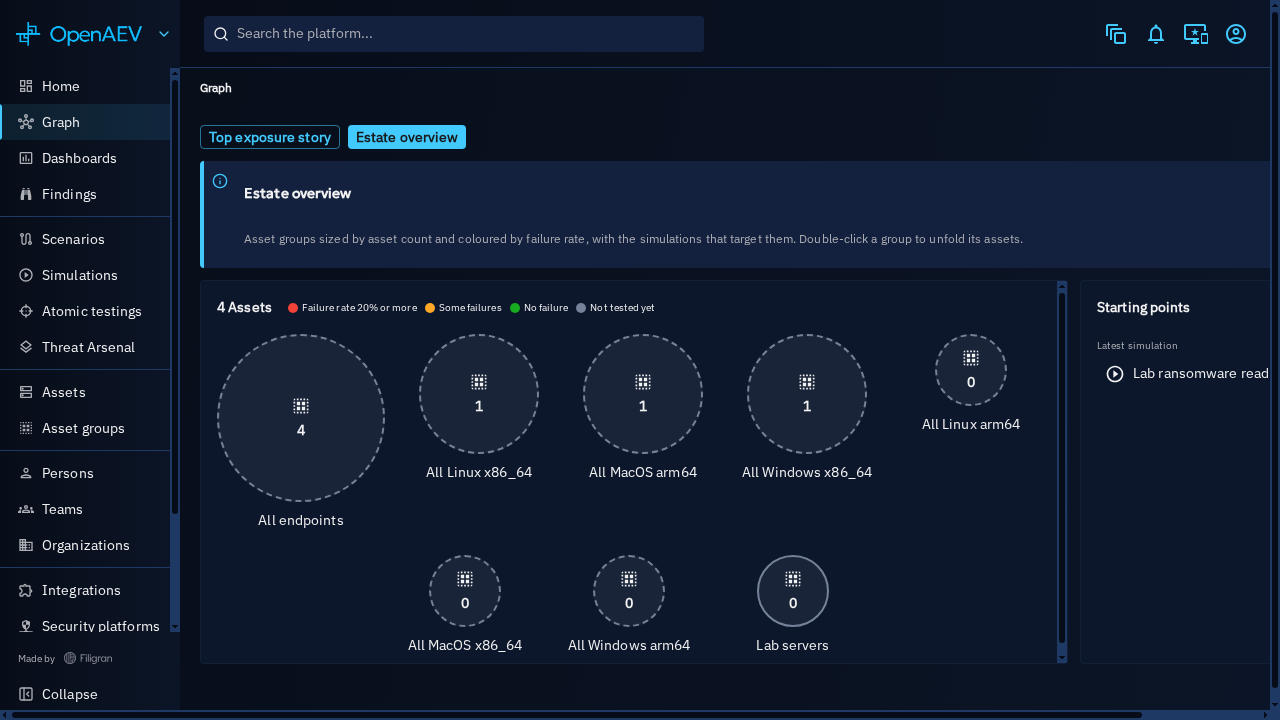 OpenAEV
Search the platform...
Home
Graph
Dashboards
Findings
Scenarios
Simulations
Atomic testings
Threat Arsenal
Assets
Asset groups
Persons
Teams
Organizations
Integrations
Security platforms
Made by Filigran
Collapse
Graph
Top exposure story
Estate overview
Estate overview
Asset groups sized by asset count and coloured by failure rate, with the simulations that target them. Double-click a group to unfold its assets.
4 Assets
Failure rate 20% or more
Some failures
No failure
Not tested yet
4
All endpoints
1
All Linux x86_64
1
All MacOS arm64
1
All Windows x86_64
0
All Linux arm64
0
All MacOS x86_64
0
All Windows arm64
0
Lab servers
Starting points
Latest simulation
Lab ransomware read